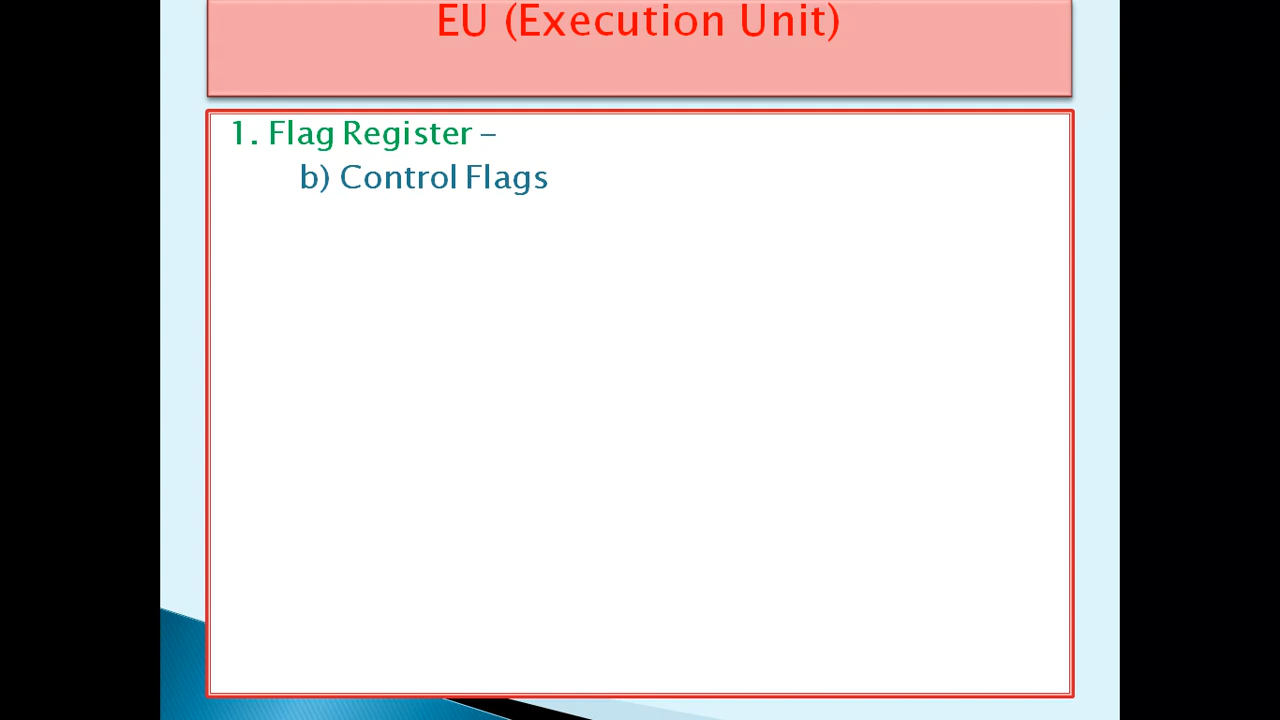 EU (Execution Unit)
1. Flag Register –
b) Control Flags